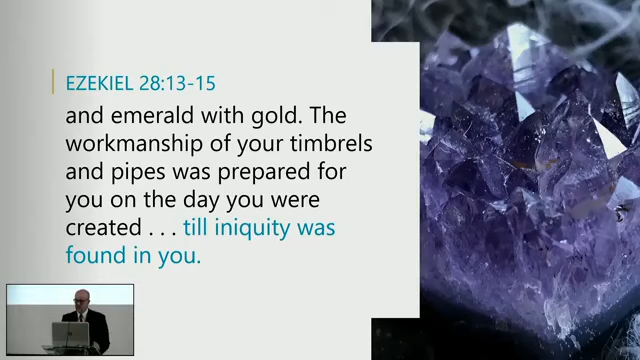 EZEKIEL 28:13-15
and emerald with gold. The
workmanship of your timbrels
and pipes was prepared for
you on the day you were
created . . . till iniquity was
found in you.